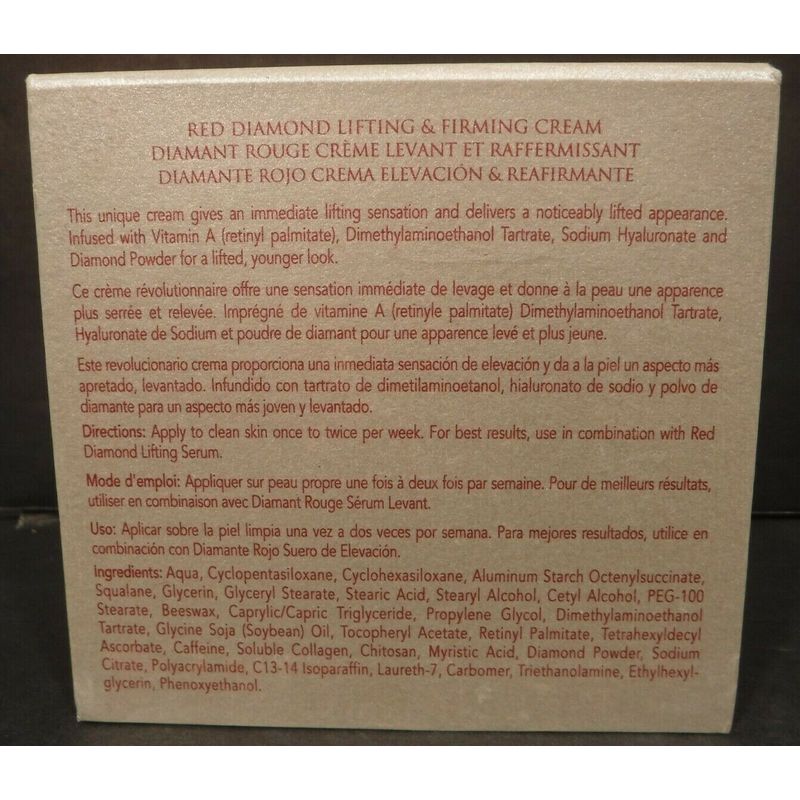 RED DIAMOND LIFTING & FIRMING CREAM
DIAMANT ROUGE CRÈME LEVANT ET RAFFERMISSANT
DIAMANTE ROJO CREMA ELEVACIÓN & REAFIRMANTE
This unique cream gives an immediate lifting sensation and delivers a noticeably lifted appearance.
Infused with Vitamin A (retinyl palmitate), Dimethylaminoethanol Tartrate, Sodium Hyaluronate and
Diamond Powder for a lifted, younger look.
Ce crème révolutionnaire offre une sensation immédiate de levage et donne à la peau une apparence
plus serrée et relevée. Imprégné de vitamine A (retinyle palmitate) Dimethylaminoethanol Tartrate,
Hyaluronate de Sodium et poudre de diamant pour une apparence levé et plus jeune.
Este revolucionario crema proporciona una inmediata sensación de elevación y da a la piel un aspecto más
apretado, levantado. Infundido con tartrato de dimetilaminoetanol, hialuronato de sodio y polvo de
diamante para un aspecto más joven y levantado.
Directions: Apply to clean skin once to twice per week. For best results, use in combination with Red
Diamond Lifting Serum.
Mode d'emploi: Appliquer sur peau propre une fois à deux fois par semaine. Pour de meilleurs résultats,
utiliser en combinaison avec Diamant Rouge Sérum Levant.
Uso: Aplicar sobre la piel limpia una vez a dos veces por semana. Para mejores resultados, utilice en
combinación con Diamante Rojo Suero de Elevación.
Ingredients: Aqua, Cyclopentasiloxane, Cyclohexasiloxane, Aluminum Starch Octenylsuccinate,
Squalane, Glycerin, Glyceryl Stearate, Stearic Acid, Stearyl Alcohol, Cetyl Alcohol, PEG-100
Stearate, Beeswax, Caprylic/Capric Triglyceride, Propylene Glycol, Dimethylaminoethanol
Tartrate, Glycine Soja (Soybean) Oil, Tocopheryl Acetate, Retinyl Palmitate, Tetrahexyldecyl
Ascorbate, Caffeine, Soluble Collagen, Chitosan, Myristic Acid, Diamond Powder, Sodium
Citrate, Polyacrylamide, C13-14 Isoparaffin, Laureth-7, Carbomer, Triethanolamine, Ethylhexyl-
glycerin, Phenoxyethanol.